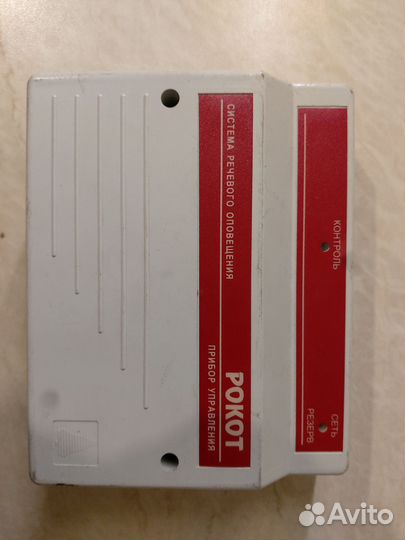 СИСТЕМА РЕЧЕВОГО ОПОВЕЩЕНИЯ
РОКОТ
ПРИБОР УПРАВЛЕНИЯ
КОНТРОЛЬ
СЕТЬ
РЕЗЕРВ
Avito